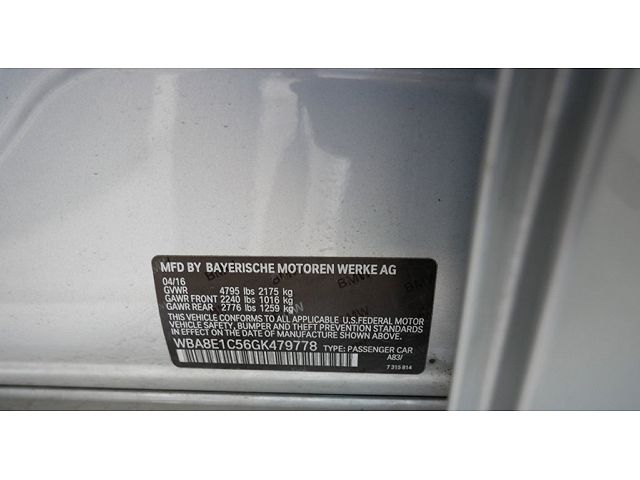 MFD BY BAYERISCHE MOTOREN WERKE AG
04/16
GVWR 4795 lbs 2175 kg
GAWR FRONT 2240 lbs 1016 kg
GAWR REAR 2776 lbs 1259 kg
THIS VEHICLE CONFORMS TO ALL APPLICABLE U.S.FEDERAL MOTOR
VEHICLE SAFETY, BUMPER AND THEFT PREVENTION STANDARDS
IN EFFECT ON THE DATE OF MANUFACTURE SHOWN ABOVE.
WBA8E1C56GK479778 TYPE: PASSENGER CAR
A83/
7 315 814